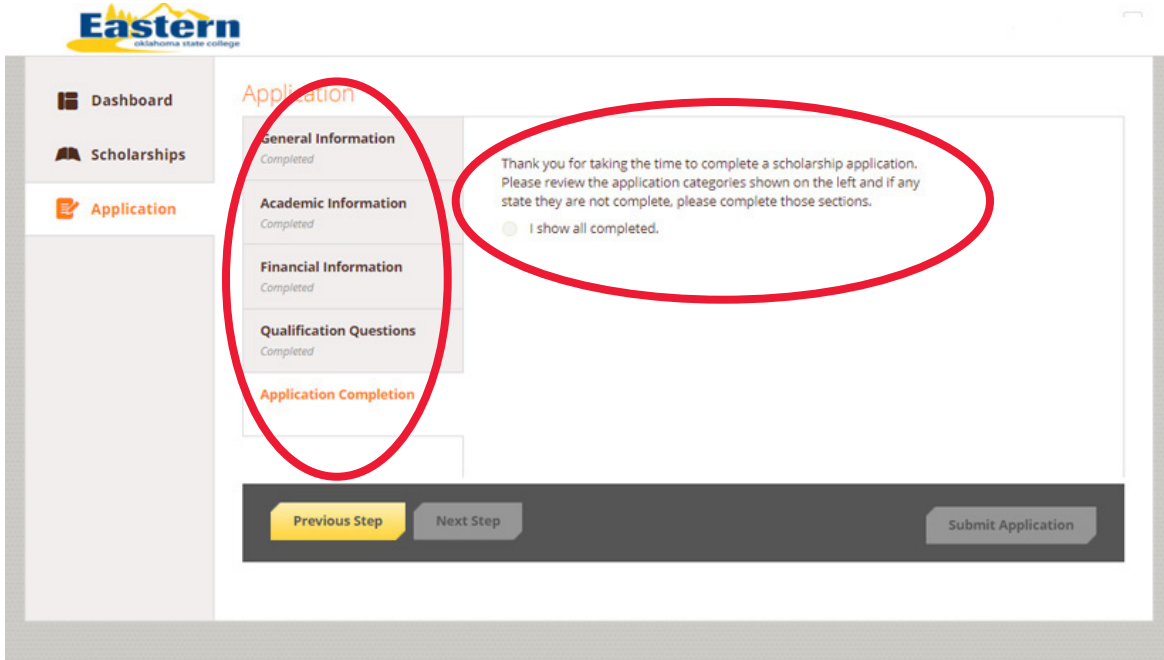 Eastern
oklahoma state college
Dashboard
Scholarships
Application
Application
General Information
Completed
Academic Information
Completed
Financial Information
Completed
Qualification Questions
Completed
Application Completion
Thank you for taking the time to complete a scholarship application.
Please review the application categories shown on the left and if any
state they are not complete, please complete those sections.
I show all completed.
Previous Step
Next Step
Submit Application